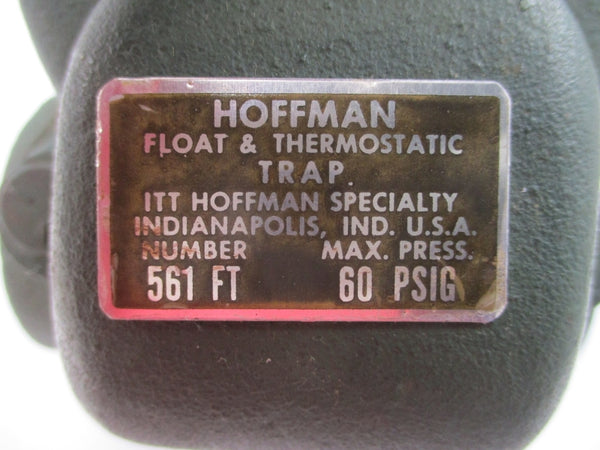 HOFFMAN
FLOAT & THERMOSTATIC
TRAP.
ITT HOFFMAN SPECIALTY
INDIANAPOLIS, IND. U.S.A.
NUMBER MAX. PRESS.
561 FT 60 PSIG